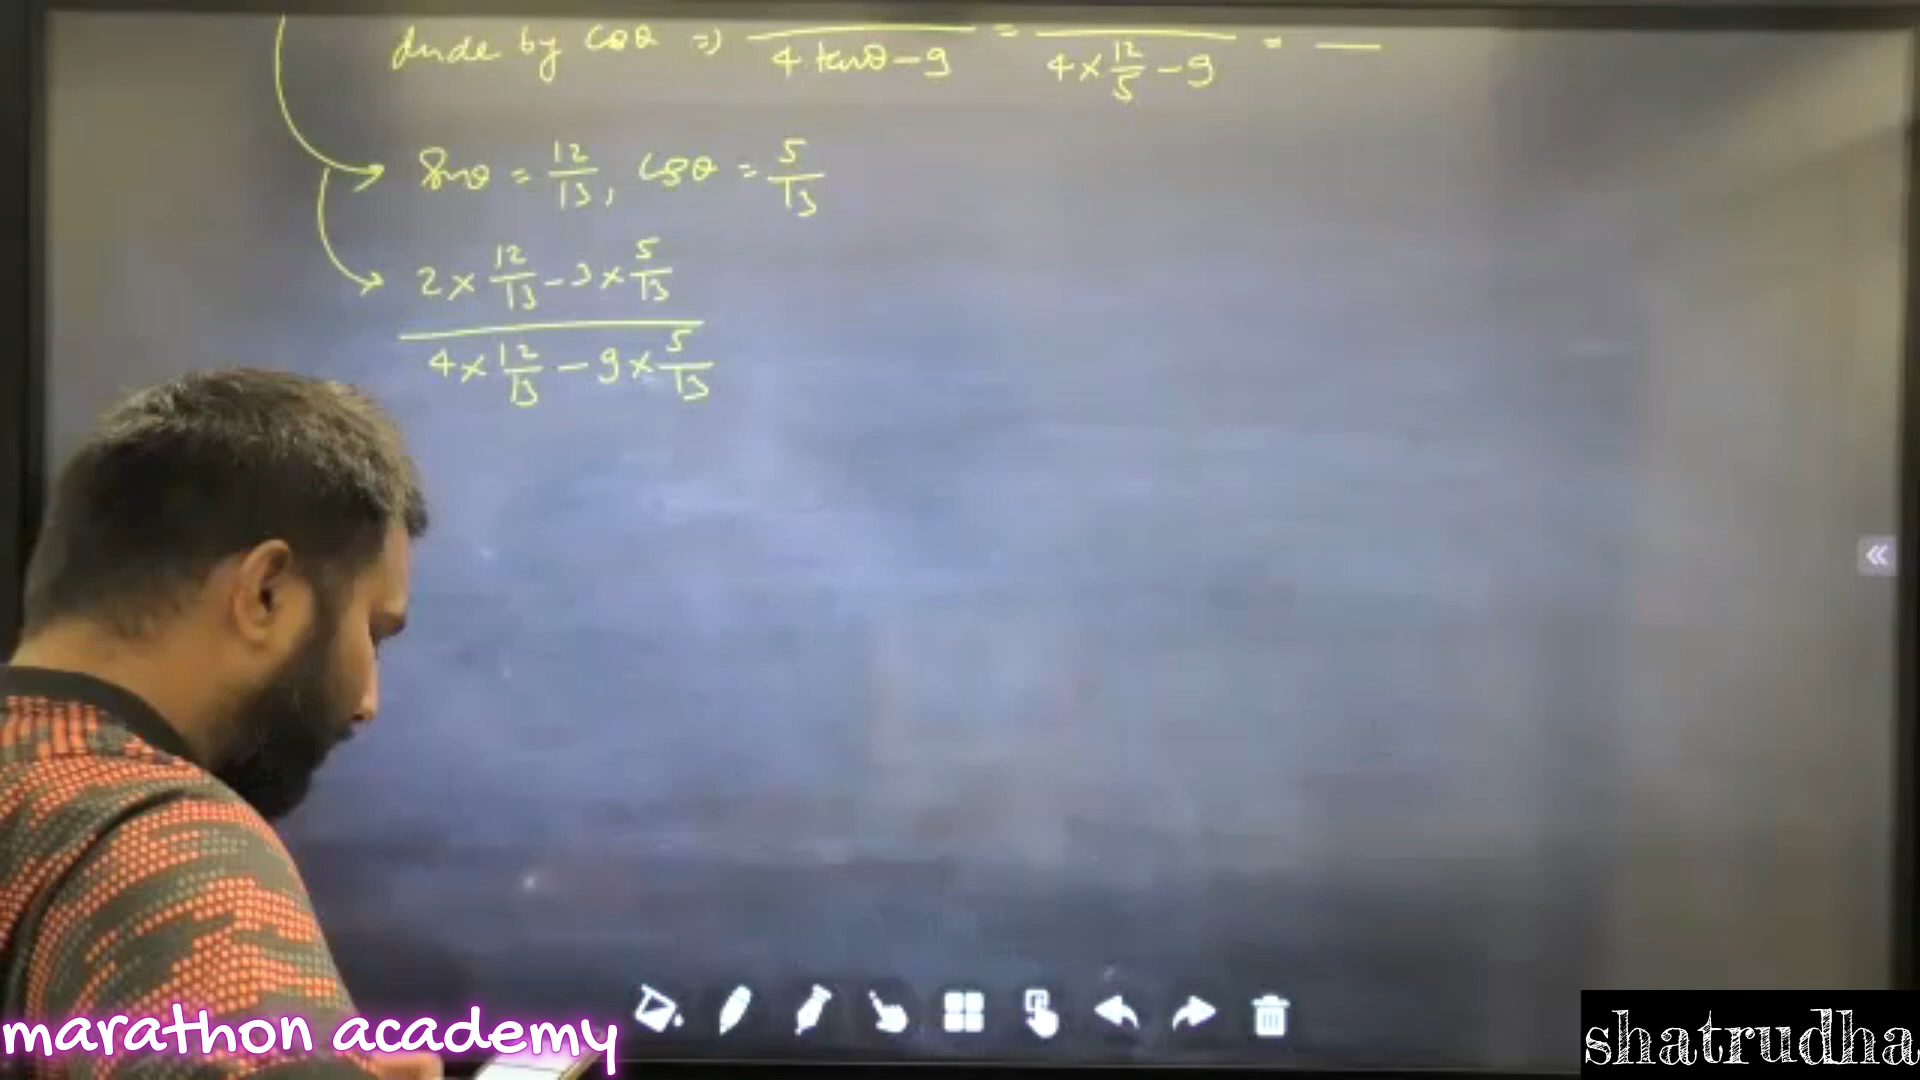 by cosθ ⇒ 4 tanθ - 9 = 4 × 12/5 - 9 = —
sinθ = 12/13, cosθ = 5/13
2 × 12/13 - 3 × 5/13
4 × 12/13 - 9 × 5/13
marathon academy
shatrudha